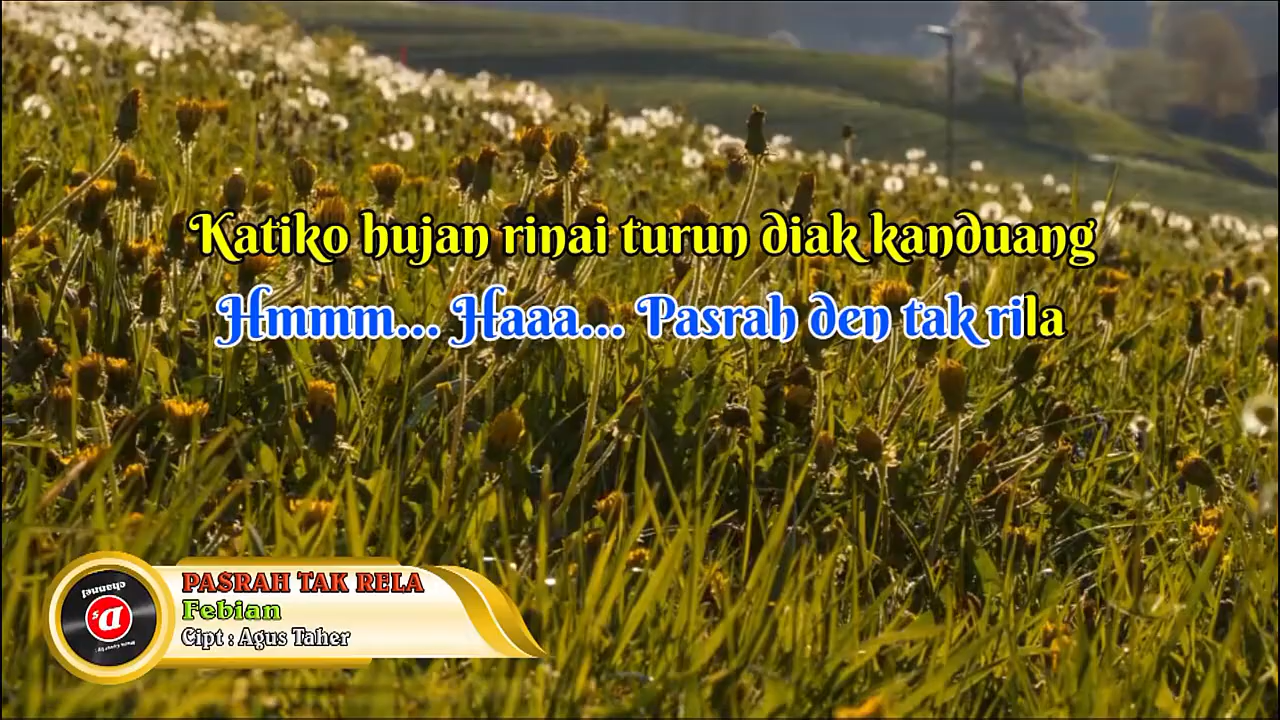 Katiko hujan rinai turun diak kanduang
Hmmm... Haaa... Pasrah den tak rila
PASRAH TAK RELA
Febian
Cipt : Agus Taher
D's
channel